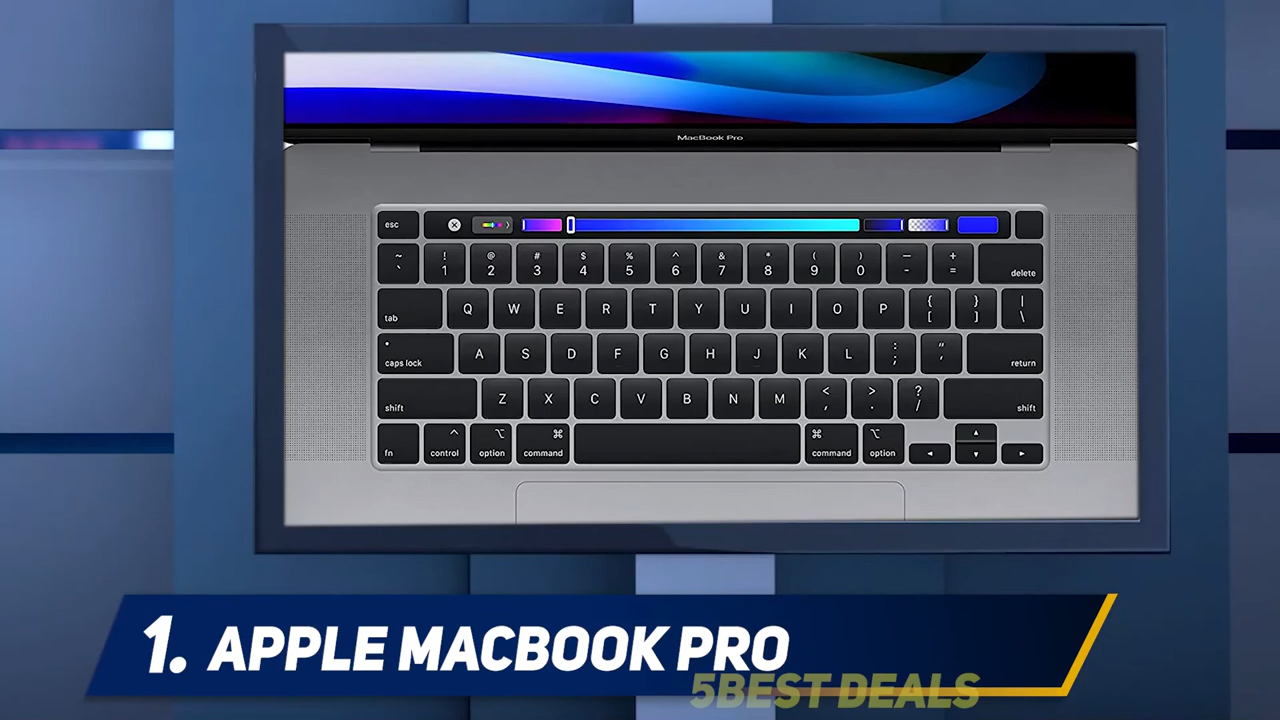 MacBook Pro
esc
~ ! @ # $ % ^ & * ( ) — +
` 1 2 3 4 5 6 7 8 9 0 - = delete
tab Q W E R T Y U I O P { } |
[ ] \
caps lock A S D F G H J K L : "
; ' return
shift Z X C V B N M < > ? shift
, . /
^ ⌥ ⌘ ⌘ ⌥ ▲
fn control option command command option ◀ ▼ ▶
1. APPLE MACBOOK PRO
5BEST DEALS